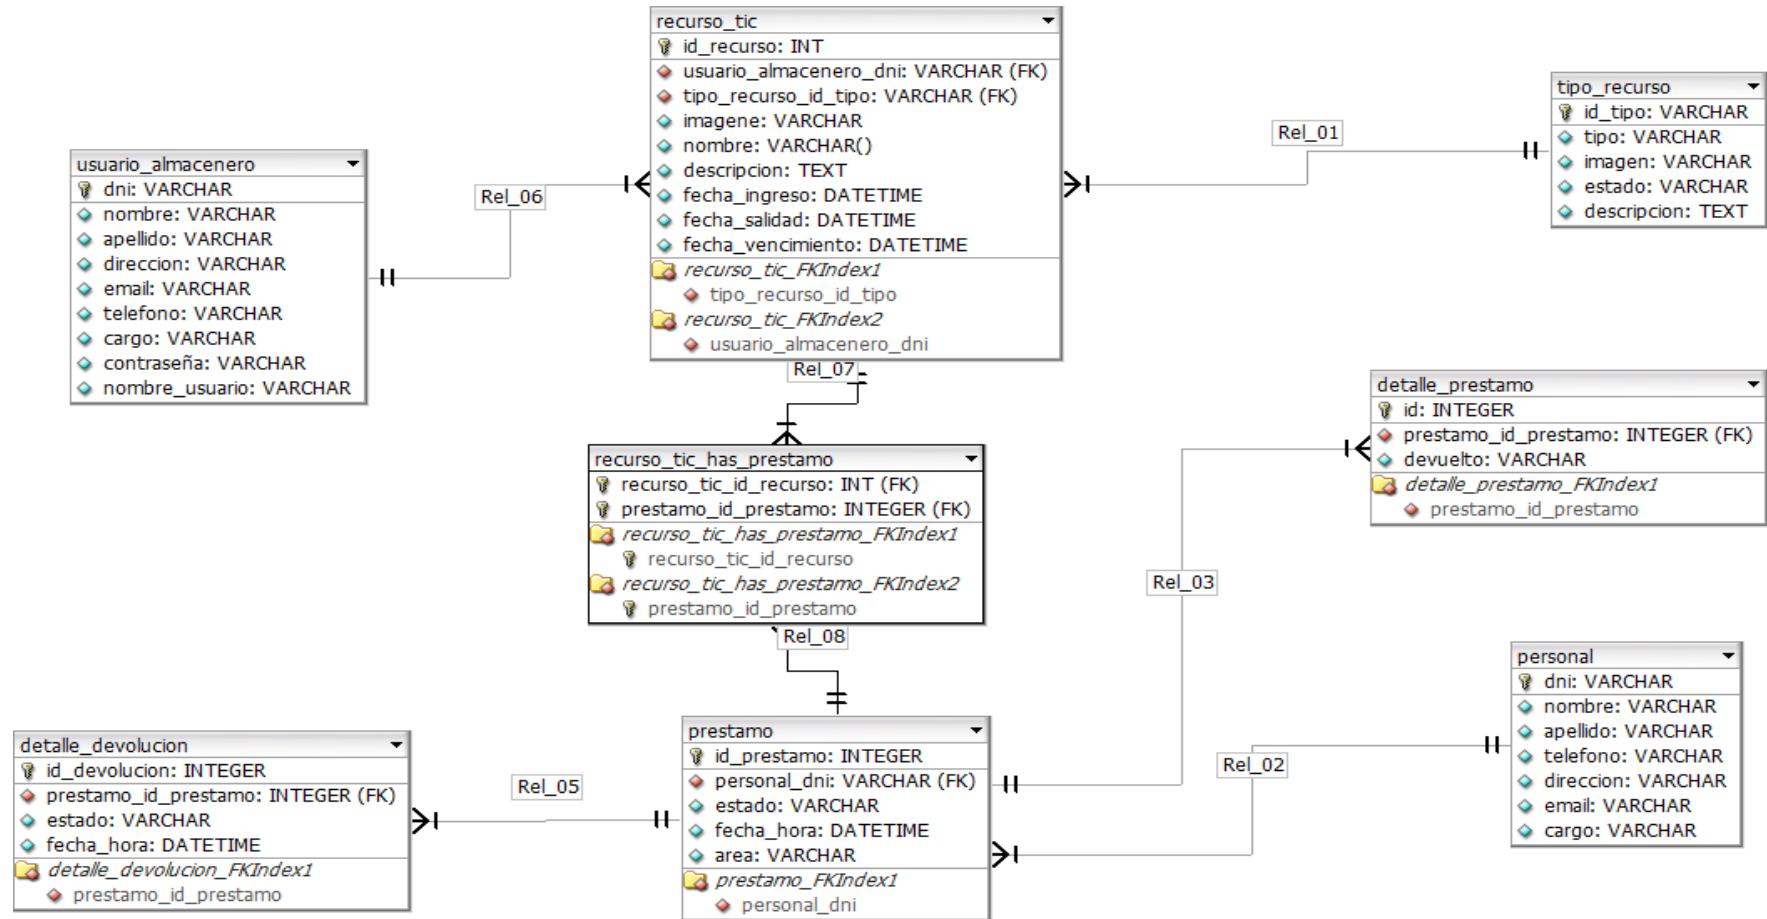 recurso_tic
id_recurso: INT
usuario_almacenero_dni: VARCHAR (FK)
tipo_recurso_id_tipo: VARCHAR (FK)
imagene: VARCHAR
nombre: VARCHAR()
descripcion: TEXT
fecha_ingreso: DATETIME
fecha_salidad: DATETIME
fecha_vencimiento: DATETIME
recurso_tic_FKIndex1
tipo_recurso_id_tipo
recurso_tic_FKIndex2
usuario_almacenero_dni
tipo_recurso
id_tipo: VARCHAR
tipo: VARCHAR
imagen: VARCHAR
estado: VARCHAR
descripcion: TEXT
Rel_01
usuario_almacenero
dni: VARCHAR
nombre: VARCHAR
apellido: VARCHAR
direccion: VARCHAR
email: VARCHAR
telefono: VARCHAR
cargo: VARCHAR
contraseña: VARCHAR
nombre_usuario: VARCHAR
Rel_06
Rel_07
recurso_tic_has_prestamo
recurso_tic_id_recurso: INT (FK)
prestamo_id_prestamo: INTEGER (FK)
recurso_tic_has_prestamo_FKIndex1
recurso_tic_id_recurso
recurso_tic_has_prestamo_FKIndex2
prestamo_id_prestamo
Rel_08
detalle_prestamo
id: INTEGER
prestamo_id_prestamo: INTEGER (FK)
devuelto: VARCHAR
detalle_prestamo_FKIndex1
prestamo_id_prestamo
Rel_03
personal
dni: VARCHAR
nombre: VARCHAR
apellido: VARCHAR
telefono: VARCHAR
direccion: VARCHAR
email: VARCHAR
cargo: VARCHAR
Rel_02
detalle_devolucion
id_devolucion: INTEGER
prestamo_id_prestamo: INTEGER (FK)
estado: VARCHAR
fecha_hora: DATETIME
detalle_devolucion_FKIndex1
prestamo_id_prestamo
Rel_05
prestamo
id_prestamo: INTEGER
personal_dni: VARCHAR (FK)
estado: VARCHAR
fecha_hora: DATETIME
area: VARCHAR
prestamo_FKIndex1
personal_dni